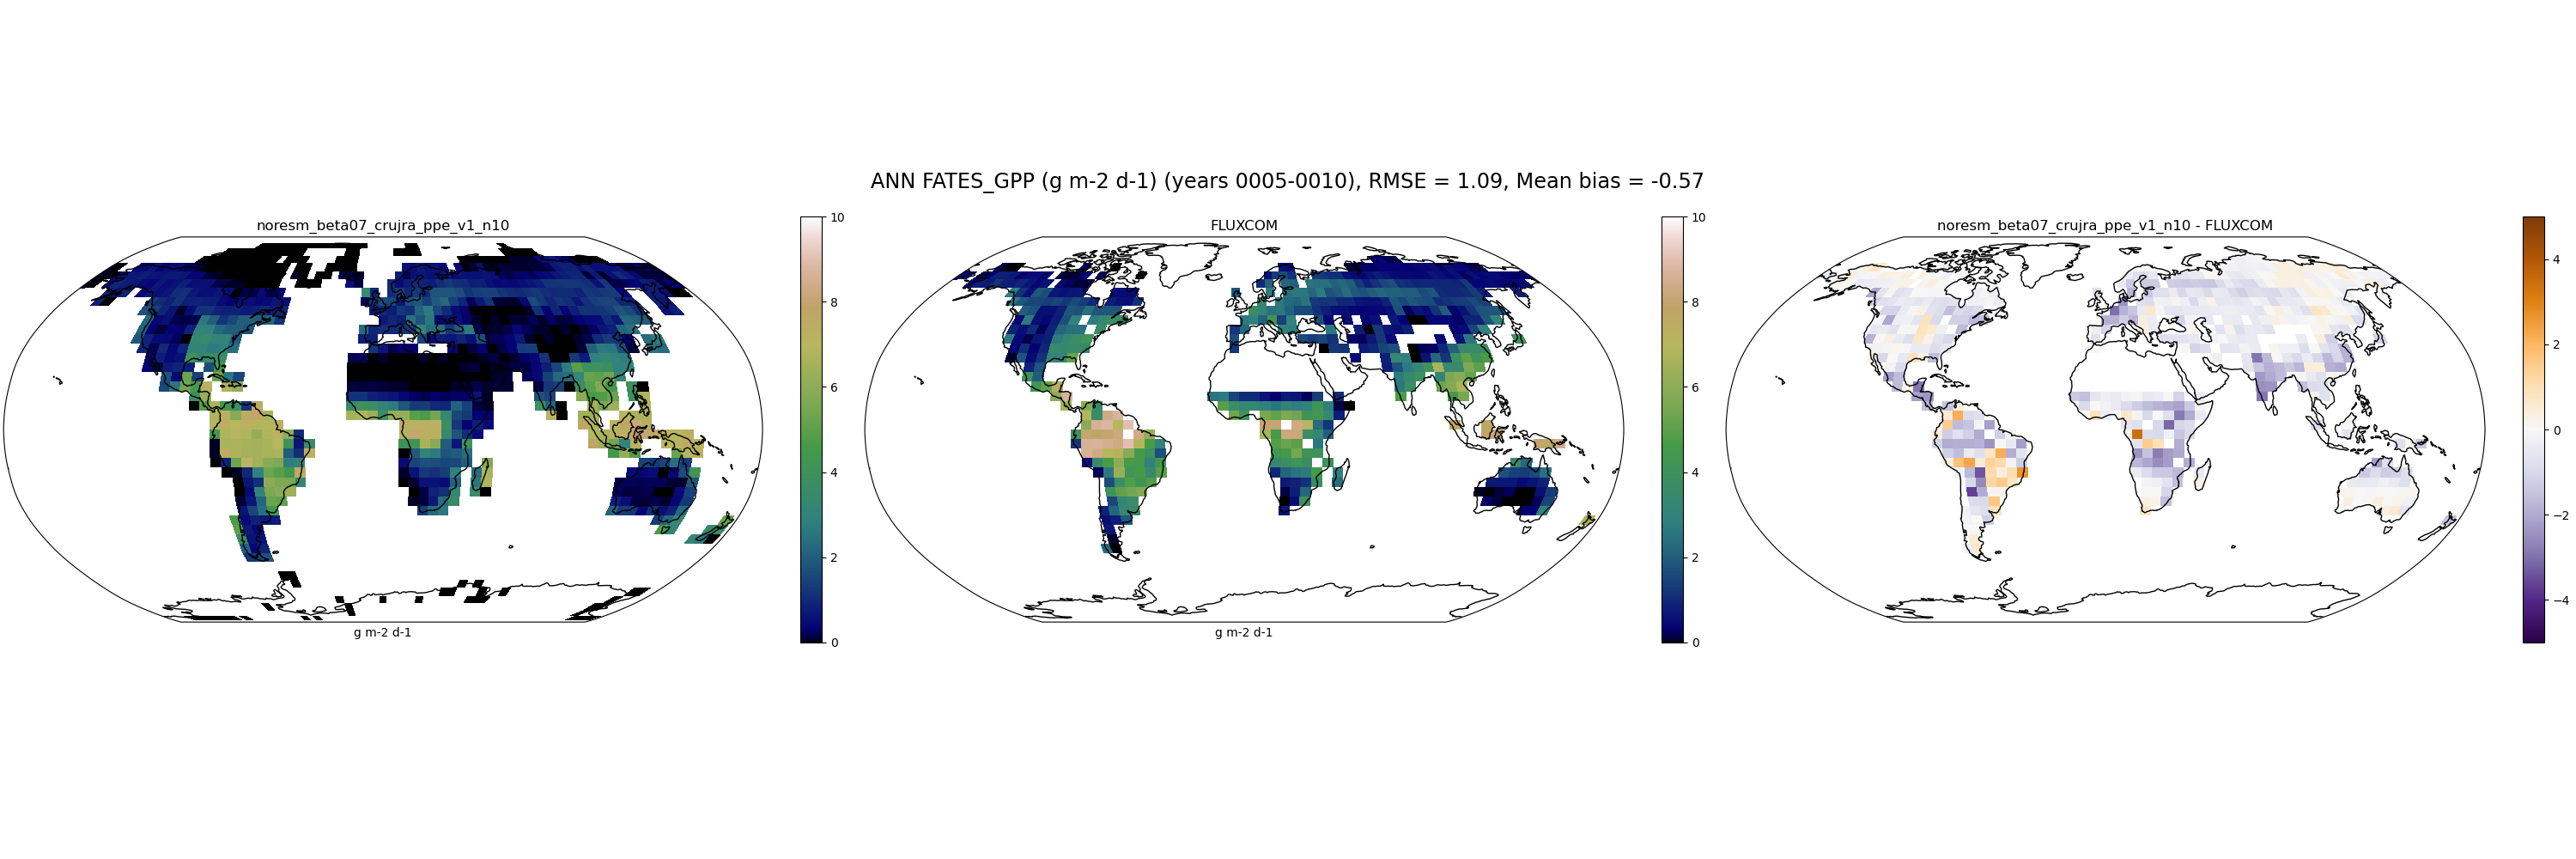 ANN FATES_GPP (g m-2 d-1) (years 0005-0010), RMSE = 1.09, Mean bias = -0.57
noresm_beta07_crujra_ppe_v1_n10
10
8
6
4
2
0
g m-2 d-1
FLUXCOM
10
8
6
4
2
0
g m-2 d-1
noresm_beta07_crujra_ppe_v1_n10 - FLUXCOM
4
2
0
−2
−4